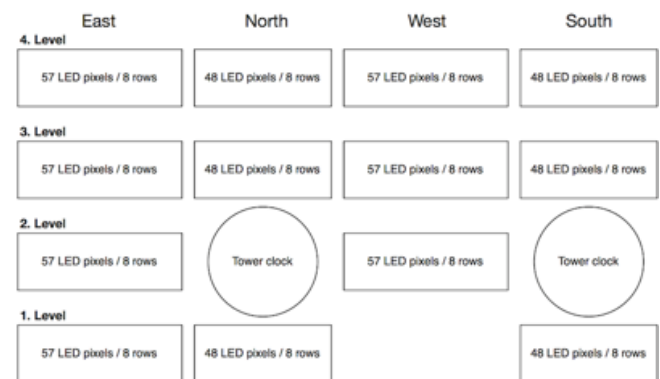 East North West South
4. Level
57 LED pixels / 8 rows 48 LED pixels / 8 rows 57 LED pixels / 8 rows 48 LED pixels / 8 rows
3. Level
57 LED pixels / 8 rows 48 LED pixels / 8 rows 57 LED pixels / 8 rows 48 LED pixels / 8 rows
2. Level
57 LED pixels / 8 rows Tower clock 57 LED pixels / 8 rows Tower clock
1. Level
57 LED pixels / 8 rows 48 LED pixels / 8 rows 48 LED pixels / 8 rows